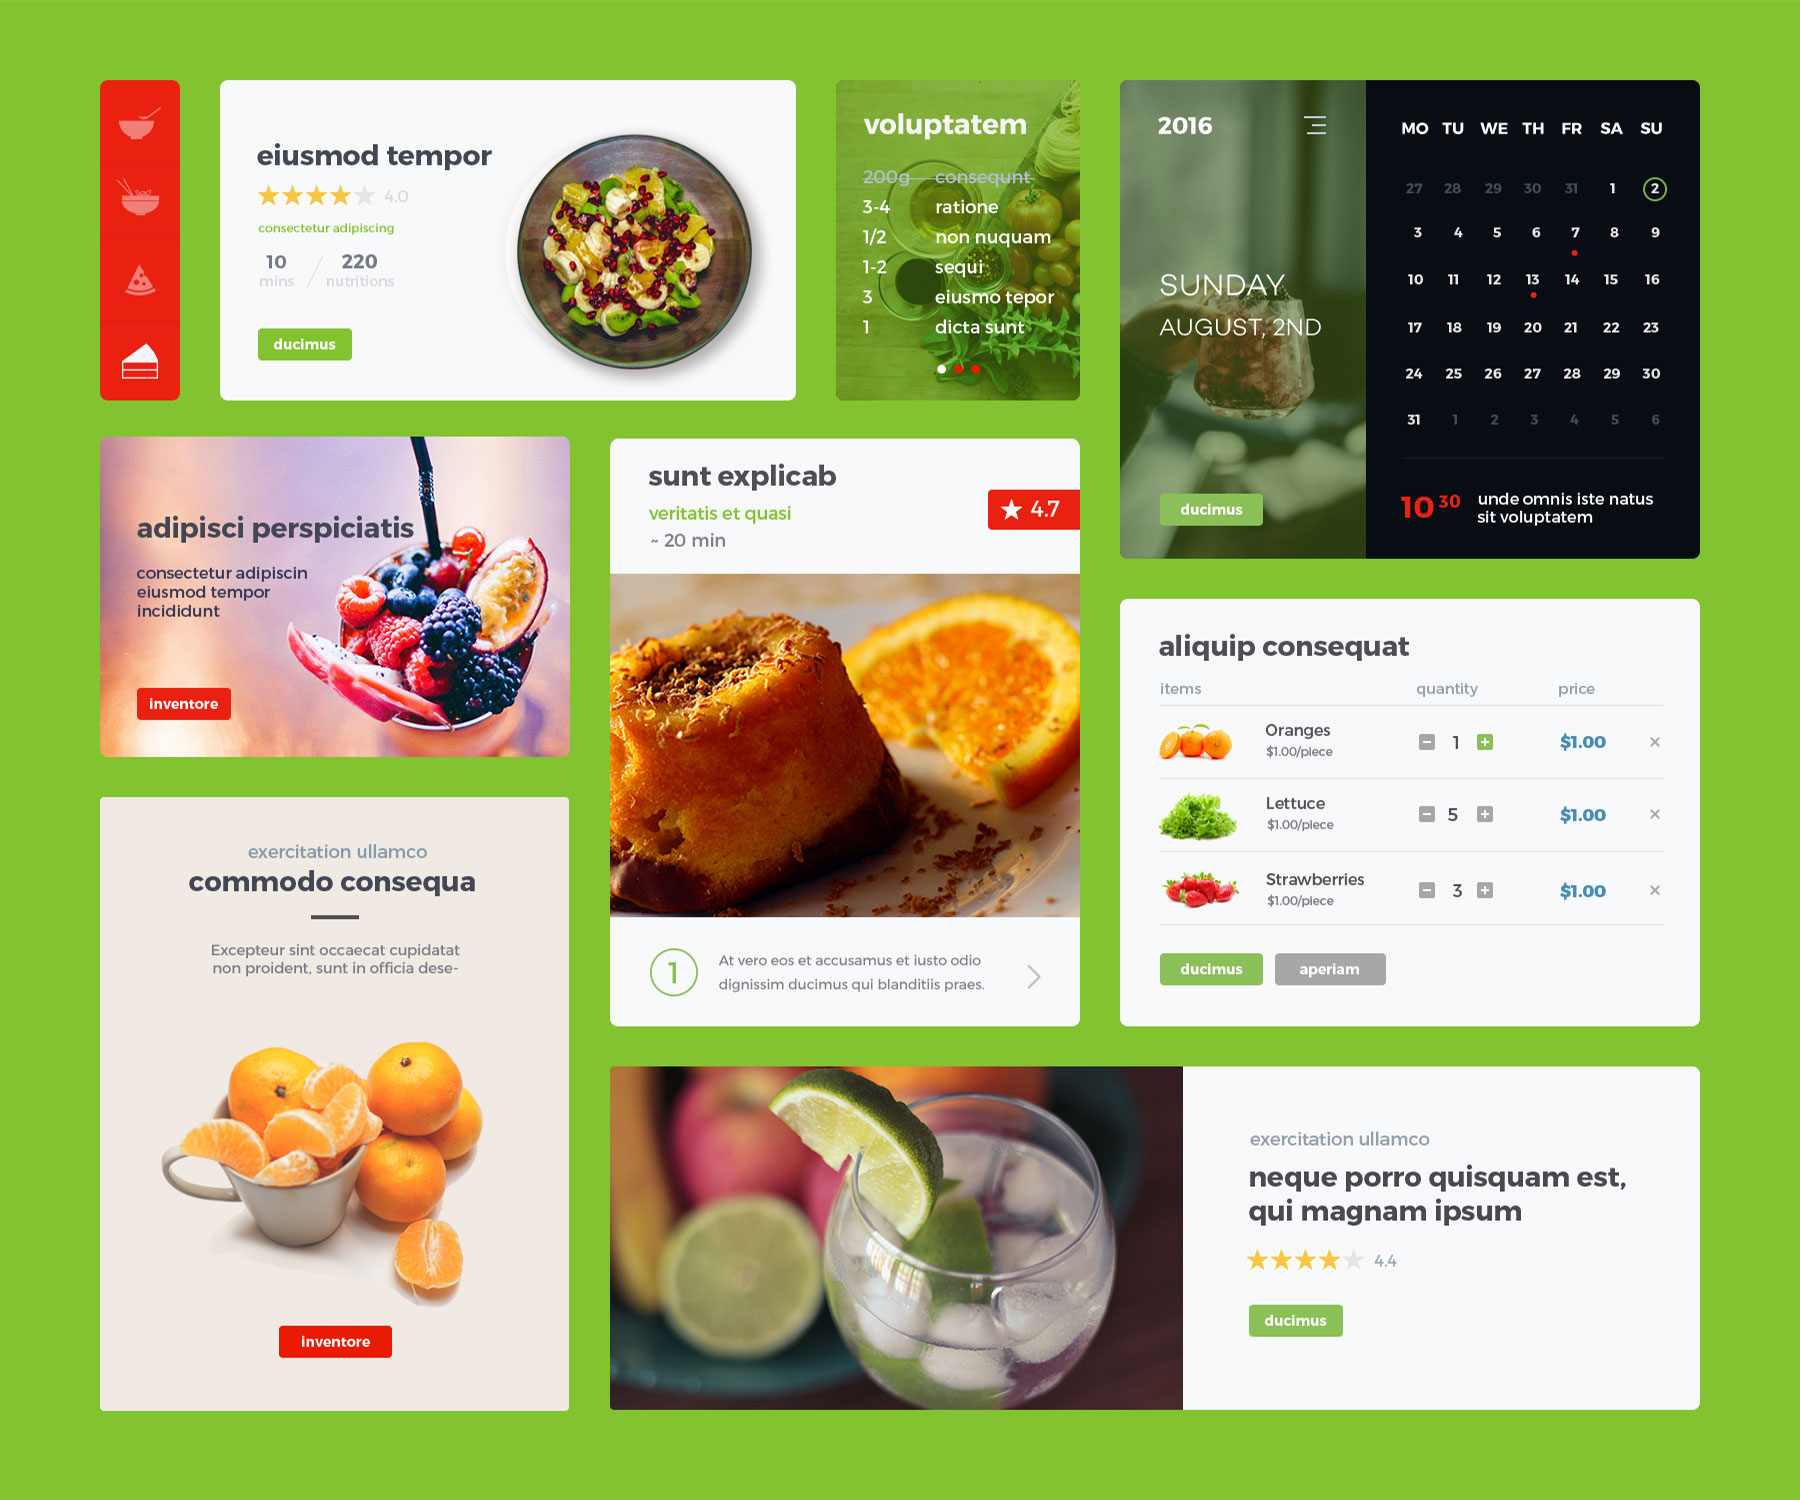 eiusmod tempor
4.0
consectetur adipiscing
10 220
mins nutritions
ducimus
voluptatem
200g consequnt
3-4 ratione
1/2 non nuquam
1-2 sequi
3 eiusmo tepor
1 dicta sunt
2016
SUNDAY
AUGUST, 2ND
ducimus
MO TU WE TH FR SA SU
27 28 29 30 31 1 2
3 4 5 6 7 8 9
10 11 12 13 14 15 16
17 18 19 20 21 22 23
24 25 26 27 28 29 30
31 1 2 3 4 5 6
10 30 unde omnis iste natus
sit voluptatem
adipisci perspiciatis
consectetur adipiscin
eiusmod tempor
incididunt
inventore
sunt explicab
veritatis et quasi
~ 20 min
4.7
1
At vero eos et accusamus et iusto odio
dignissim ducimus qui blanditiis praes.
aliquip consequat
items quantity price
Oranges
$1.00/piece
1 $1.00
Lettuce
$1.00/piece
5 $1.00
Strawberries
$1.00/piece
3 $1.00
ducimus aperiam
exercitation ullamco
commodo consequa
Excepteur sint occaecat cupidatat
non proident, sunt in officia dese-
inventore
exercitation ullamco
neque porro quisquam est,
qui magnam ipsum
4.4
ducimus